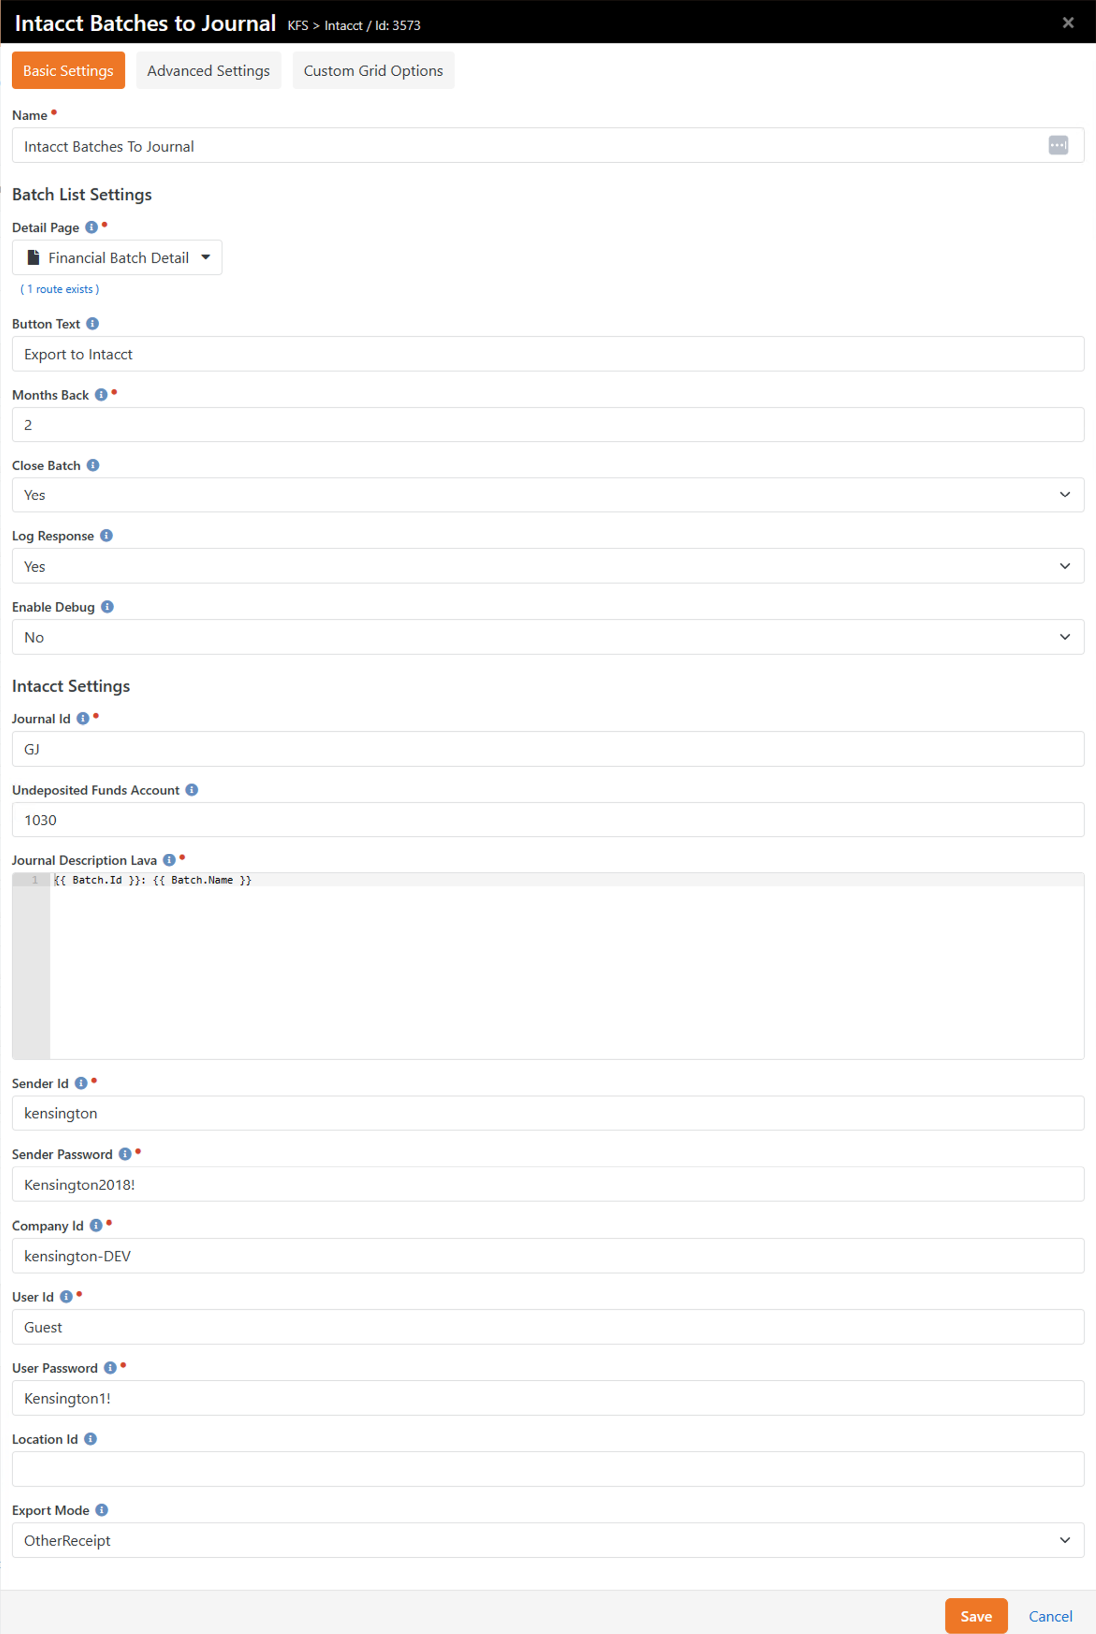 Intacct Batches to Journal KFS > Intacct / Id: 3573
Basic Settings
Advanced Settings
Custom Grid Options
Name
Intacct Batches To Journal
Batch List Settings
Detail Page
Financial Batch Detail
( 1 route exists )
Button Text
Export to Intacct
Months Back
2
Close Batch
Yes
Log Response
Yes
Enable Debug
No
Intacct Settings
Journal Id
GJ
Undeposited Funds Account
1030
Journal Description Lava
1 {{ Batch.Id }}: {{ Batch.Name }}
Sender Id
kensington
Sender Password
Kensington2018!
Company Id
kensington-DEV
User Id
Guest
User Password
Kensington1!
Location Id
Export Mode
OtherReceipt
Save
Cancel